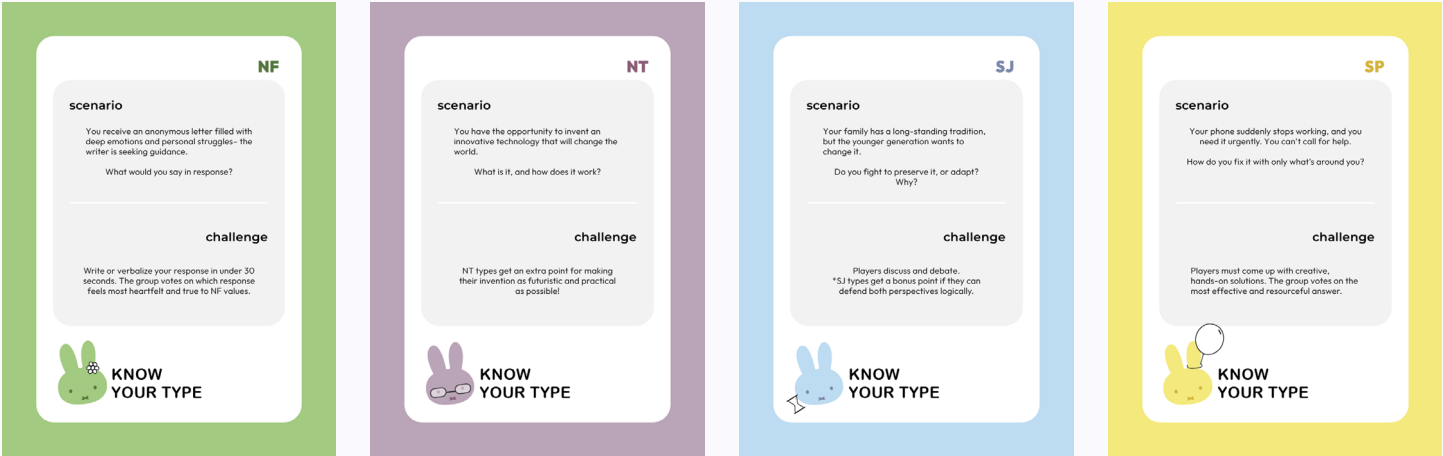 NF
scenario
You receive an anonymous letter filled with
deep emotions and personal struggles- the
writer is seeking guidance.
What would you say in response?
challenge
Write or verbalize your response in under 30
seconds. The group votes on which response
feels most heartfelt and true to NF values.
KNOW
YOUR TYPE
NT
scenario
You have the opportunity to invent an
innovative technology that will change the
world.
What is it, and how does it work?
challenge
NT types get an extra point for making
their invention as futuristic and practical
as possible!
KNOW
YOUR TYPE
SJ
scenario
Your family has a long-standing tradition,
but the younger generation wants to
change it.
Do you fight to preserve it, or adapt?
Why?
challenge
Players discuss and debate.
*SJ types get a bonus point if they can
defend both perspectives logically.
KNOW
YOUR TYPE
SP
scenario
Your phone suddenly stops working, and you
need it urgently. You can't call for help.
How do you fix it with only what's around you?
challenge
Players must come up with creative,
hands-on solutions. The group votes on the
most effective and resourceful answer.
KNOW
YOUR TYPE